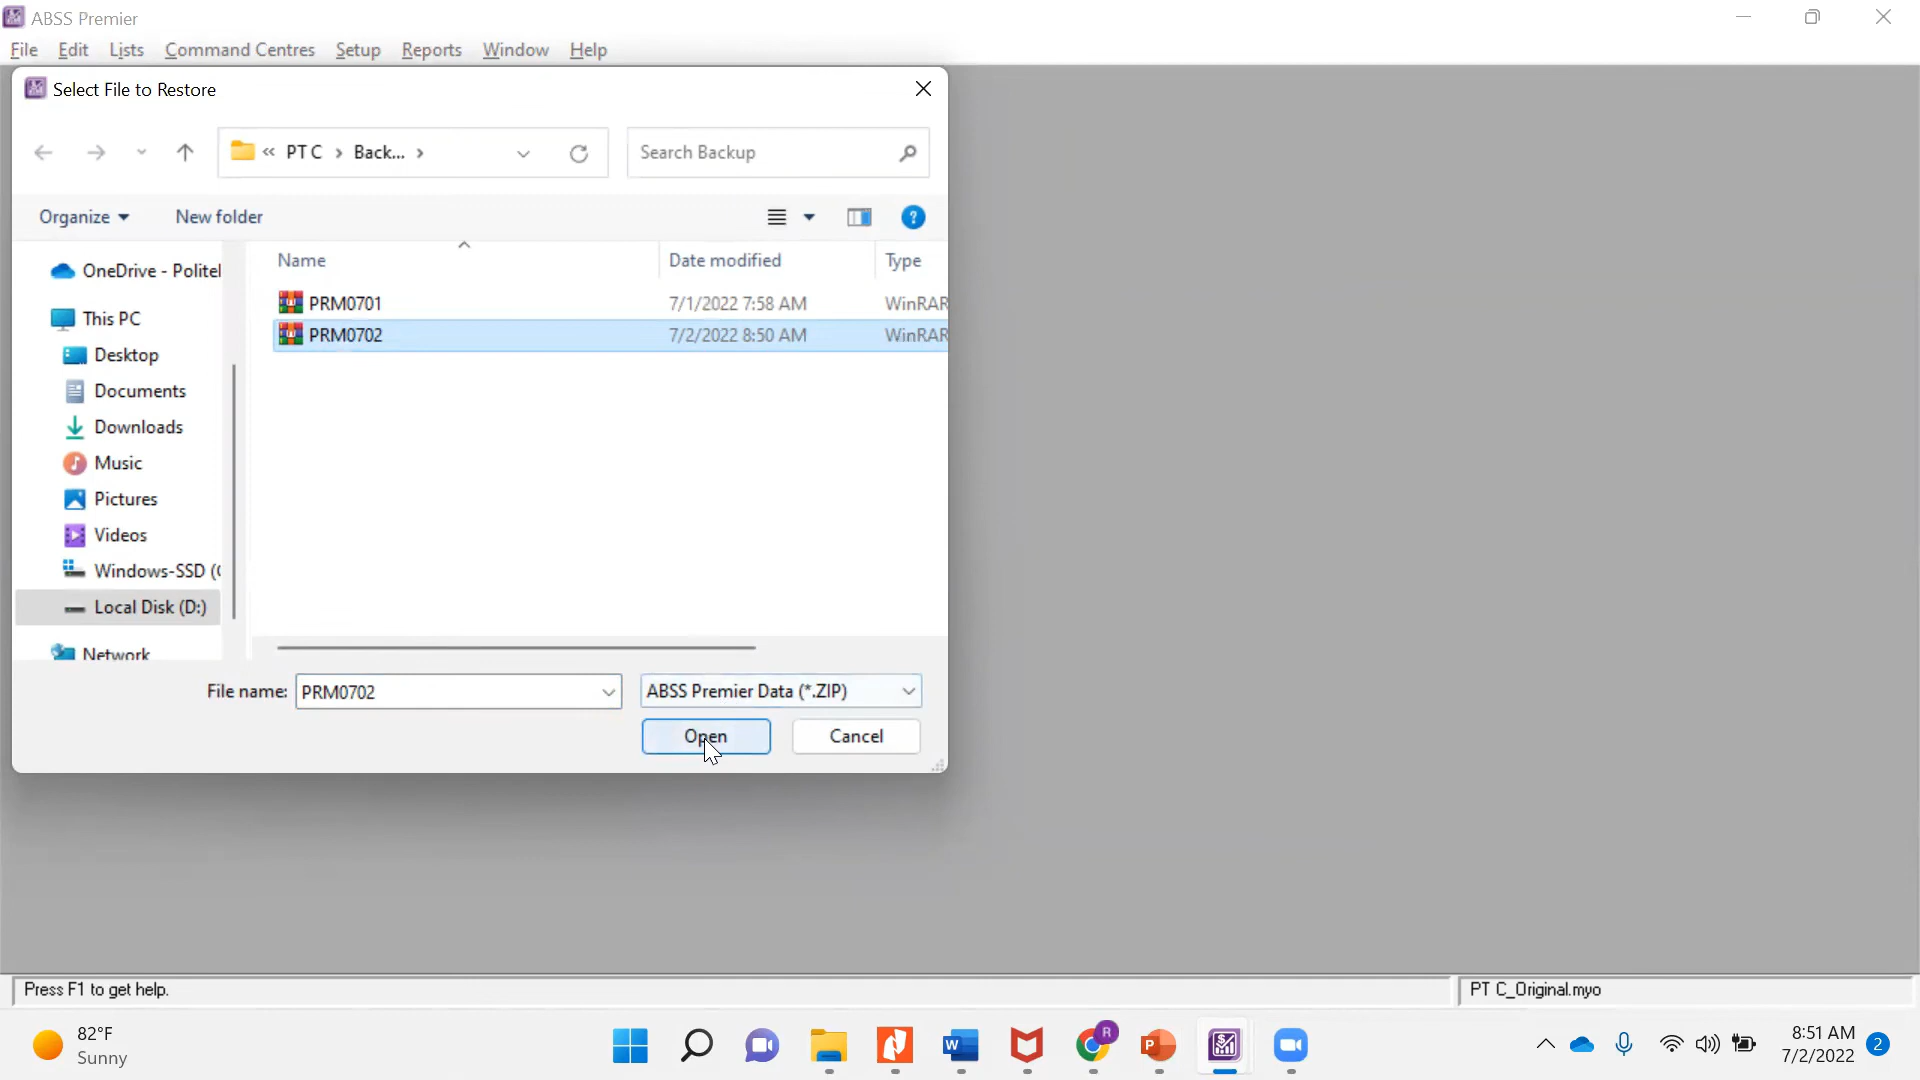 ABSS Premier
File Edit Lists Command Centres Setup Reports Window Help
Select File to Restore
« PT C › Back... ›
Search Backup
Organize New folder
Name Date modified Type
OneDrive - Politel
PRM0701 7/1/2022 7:58 AM WinRAR
This PC
PRM0702 7/2/2022 8:50 AM WinRAR
Desktop
Documents
Downloads
Music
Pictures
Videos
Windows-SSD (
Local Disk (D:)
Network
File name: PRM0702 ABSS Premier Data (*.ZIP)
Open Cancel
Press F1 to get help. PT C_Original.myo
82°F
Sunny
R
W
P
8:51 AM
7/2/2022
2